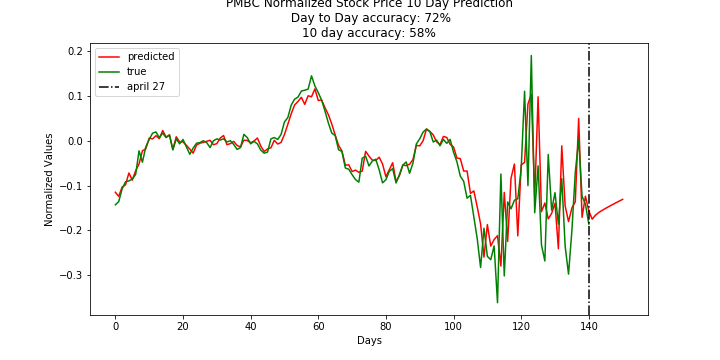 PMBC Normalized Stock Price 10 Day Prediction
Day to Day accuracy: 72%
10 day accuracy: 58%
predicted
true
april 27
Normalized Values
0.2
0.1
0.0
−0.1
−0.2
−0.3
0 20 40 60 80 100 120 140
Days